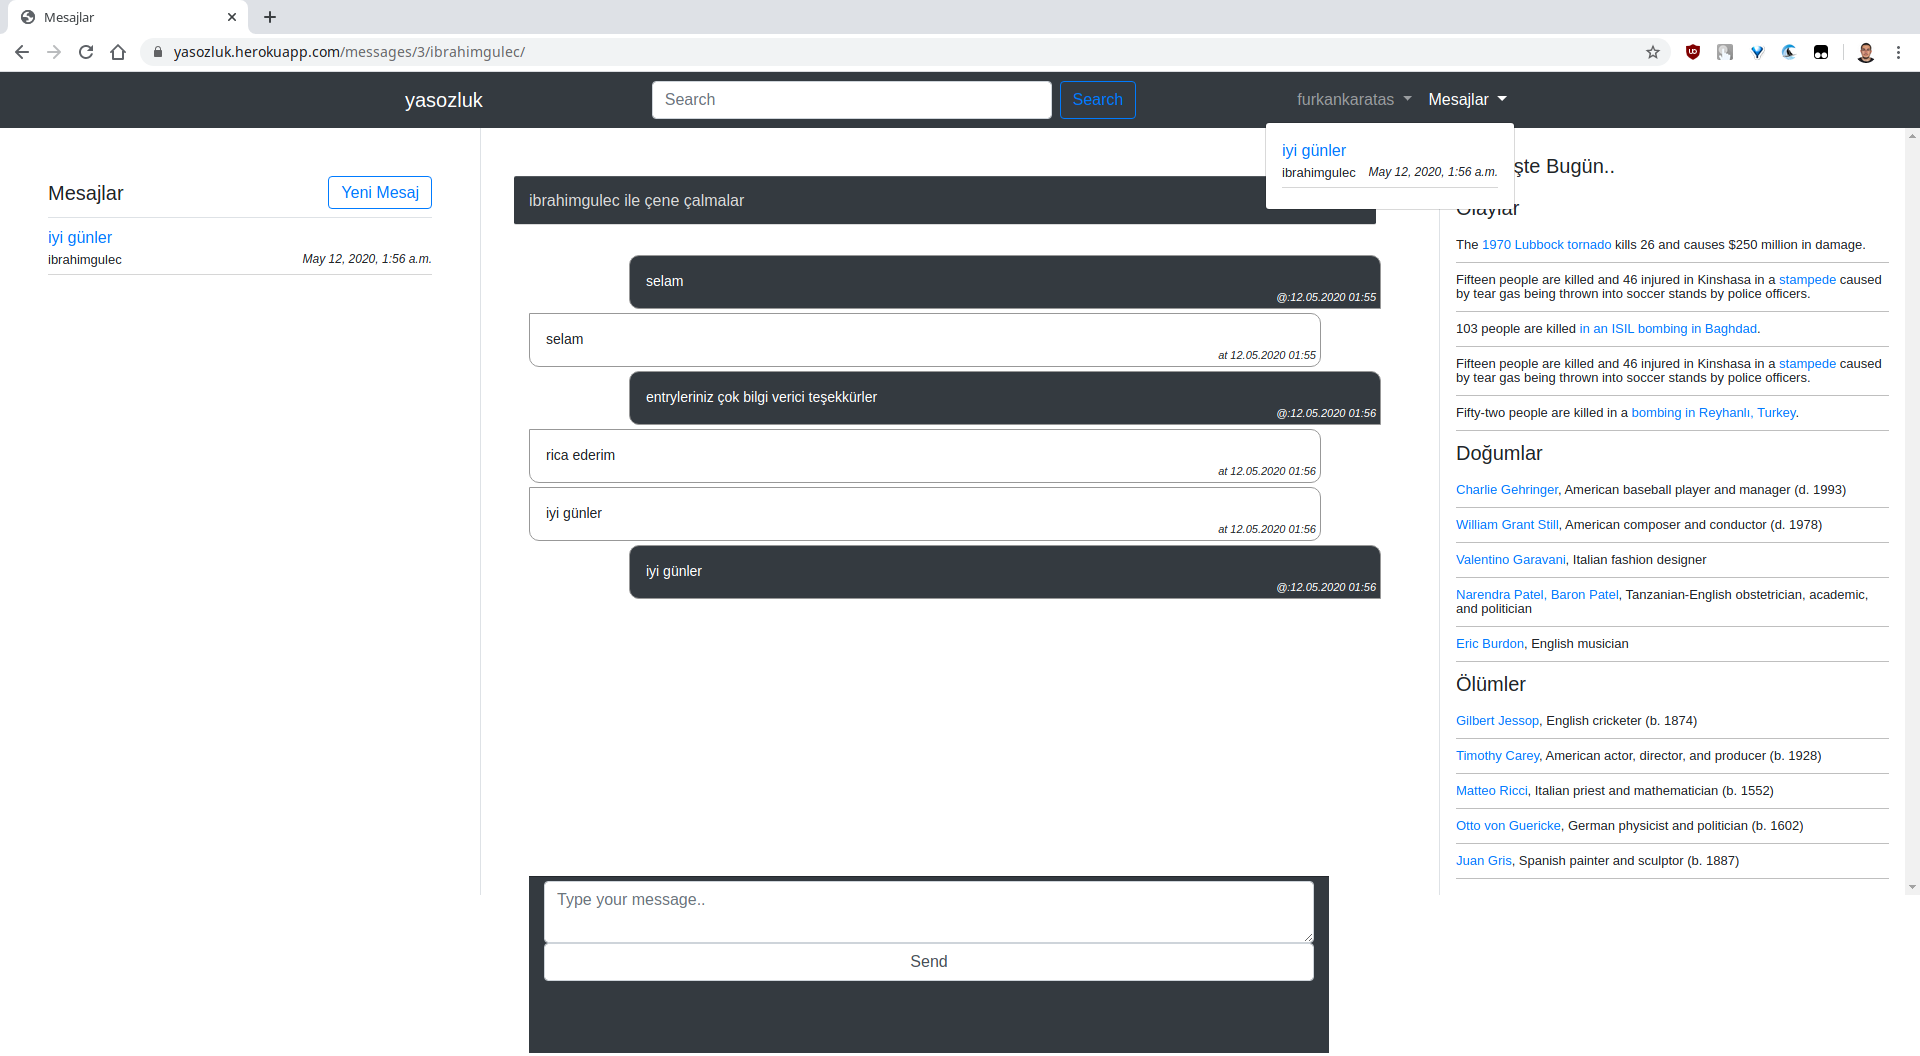 Mesajlar
yasozluk.herokuapp.com/messages/3/ibrahimgulec/
yasozluk
Search
Search
furkankaratas
Mesajlar
iyi günler
ibrahimgulec May 12, 2020, 1:56 a.m.
Mesajlar
Yeni Mesaj
iyi günler
ibrahimgulec May 12, 2020, 1:56 a.m.
ibrahimgulec ile çene çalmalar
selam
@:12.05.2020 01:55
selam
at 12.05.2020 01:55
entryleriniz çok bilgi verici teşekkürler
@:12.05.2020 01:56
rica ederim
at 12.05.2020 01:56
iyi günler
at 12.05.2020 01:56
iyi günler
@:12.05.2020 01:56
Type your message..
Send
şte Bugün..
Olaylar
The 1970 Lubbock tornado kills 26 and causes $250 million in damage.
Fifteen people are killed and 46 injured in Kinshasa in a stampede caused
by tear gas being thrown into soccer stands by police officers.
103 people are killed in an ISIL bombing in Baghdad.
Fifteen people are killed and 46 injured in Kinshasa in a stampede caused
by tear gas being thrown into soccer stands by police officers.
Fifty-two people are killed in a bombing in Reyhanlı, Turkey.
Doğumlar
Charlie Gehringer, American baseball player and manager (d. 1993)
William Grant Still, American composer and conductor (d. 1978)
Valentino Garavani, Italian fashion designer
Narendra Patel, Baron Patel, Tanzanian-English obstetrician, academic,
and politician
Eric Burdon, English musician
Ölümler
Gilbert Jessop, English cricketer (b. 1874)
Timothy Carey, American actor, director, and producer (b. 1928)
Matteo Ricci, Italian priest and mathematician (b. 1552)
Otto von Guericke, German physicist and politician (b. 1602)
Juan Gris, Spanish painter and sculptor (b. 1887)